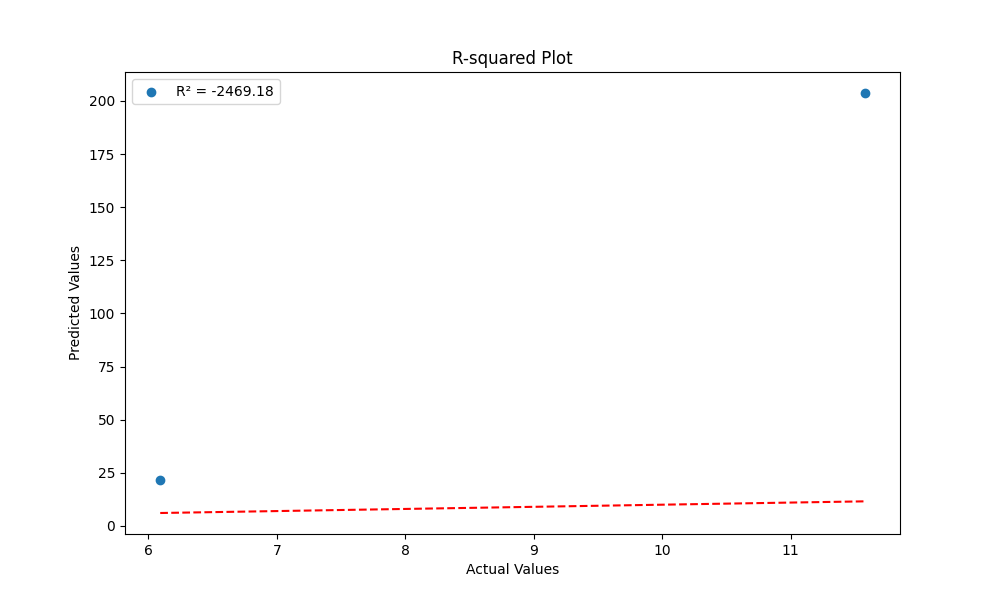 R-squared Plot
R² = -2469.18
200
175
150
125
100
75
50
25
0
Predicted Values
6 7 8 9 10 11
Actual Values